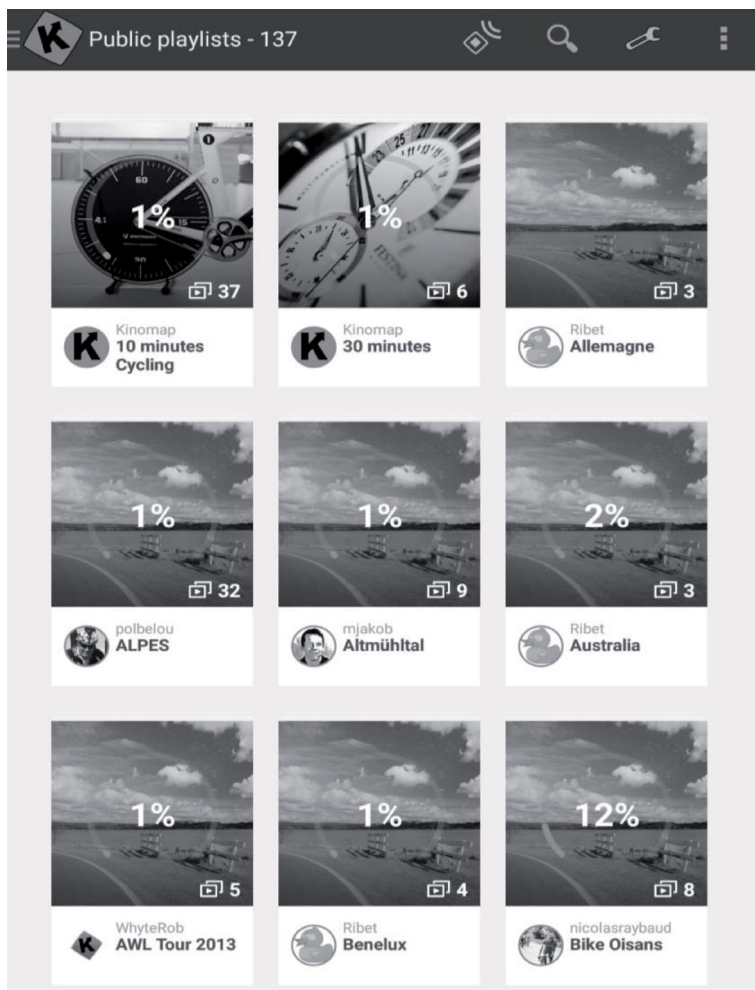 Public playlists - 137
1%
37
Kinomap
10 minutes
Cycling
1%
6
Kinomap
30 minutes
3
Ribet
Allemagne
1%
32
polbelou
ALPES
1%
9
mjakob
Altmühltal
2%
3
Ribet
Australia
1%
5
WhyteRob
AWL Tour 2013
1%
4
Ribet
Benelux
12%
8
nicolasraybaud
Bike Oisans